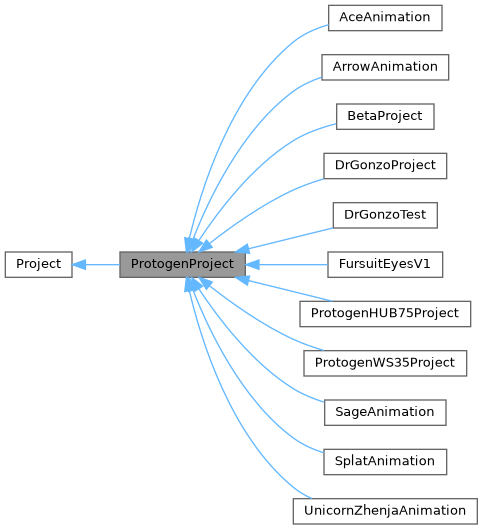 AceAnimation
ArrowAnimation
BetaProject
DrGonzoProject
DrGonzoTest
Project
ProtogenProject
FursuitEyesV1
ProtogenHUB75Project
ProtogenWS35Project
SageAnimation
SplatAnimation
UnicornZhenjaAnimation